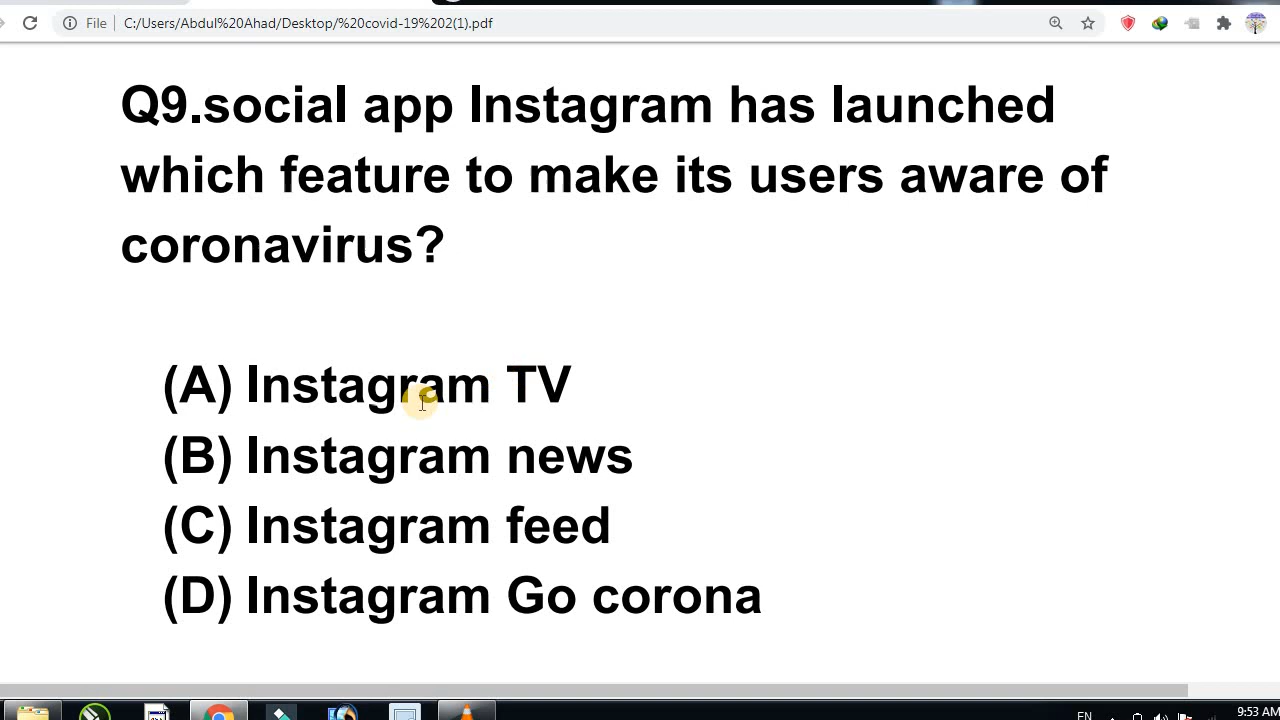 File
C:/Users/Abdul%20Ahad/Desktop/%20covid-19%202(1).pdf
Q9.social app Instagram has launched
which feature to make its users aware of
coronavirus?
(A) Instagram TV
(B) Instagram news
(C) Instagram feed
(D) Instagram Go corona
EN
9:53 AM